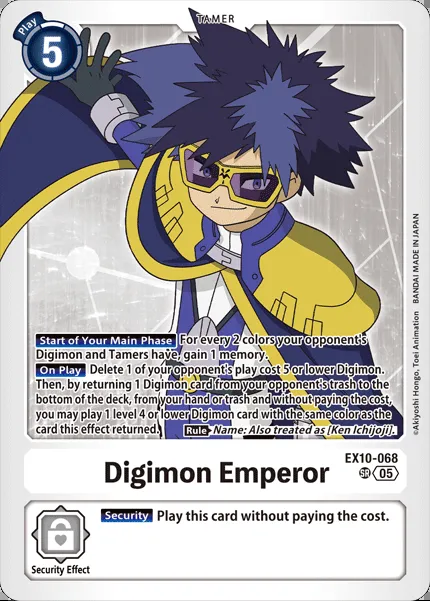 TAMER
Play
5
Start of Your Main Phase For every 2 colors your opponent's
Digimon and Tamers have, gain 1 memory.
On Play Delete 1 of your opponent's play cost 5 or lower Digimon.
Then, by returning 1 Digimon card from your opponent's trash to the
bottom of the deck, from your hand or trash and without paying the cost,
you may play 1 level 4 or lower Digimon card with the same color as the
card this effect returned. Rule Name: Also treated as [Ken Ichijoji].
©Akiyoshi Hongo, Toei Animation BANDAI MADE IN JAPAN
Digimon Emperor
EX10-068
SR 05
Security Play this card without paying the cost.
Security Effect